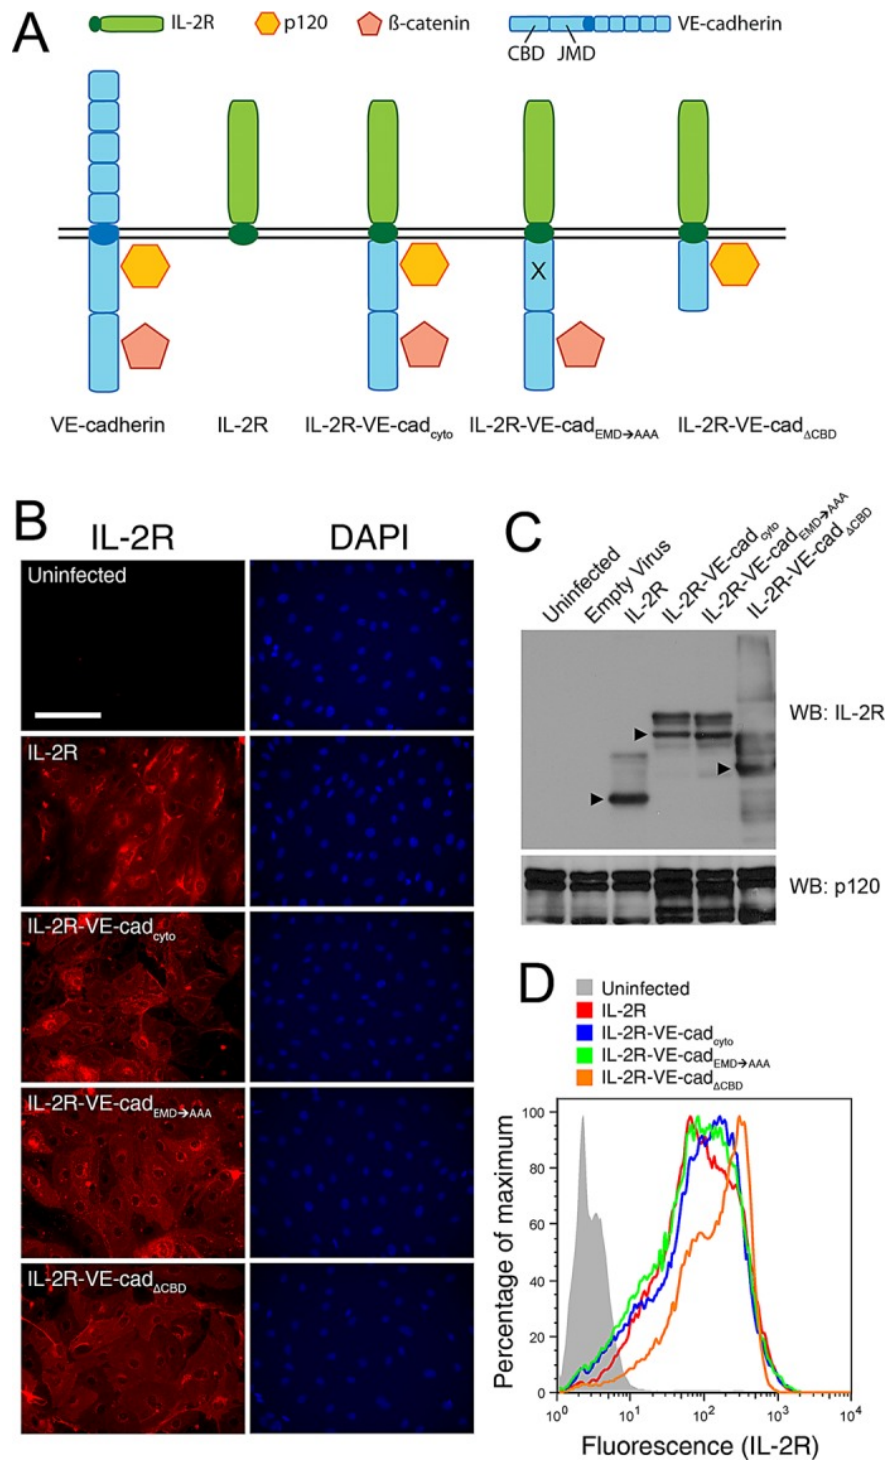 A
IL-2R
p120
ß-catenin
VE-cadherin
CBD JMD
X
VE-cadherin IL-2R IL-2R-VE-cadcyto IL-2R-VE-cadEMD→AAA IL-2R-VE-cadΔCBD
B
IL-2R DAPI
Uninfected
IL-2R
IL-2R-VE-cadcyto
IL-2R-VE-cadEMD→AAA
IL-2R-VE-cadΔCBD
C
Uninfected
Empty Virus
IL-2R
IL-2R-VE-cadcyto
IL-2R-VE-cadEMD→AAA
IL-2R-VE-cadΔCBD
WB: IL-2R
WB: p120
D
Uninfected
IL-2R
IL-2R-VE-cadcyto
IL-2R-VE-cadEMD→AAA
IL-2R-VE-cadΔCBD
Percentage of maximum
100
80
60
40
20
0
10⁰ 10¹ 10² 10³ 10⁴
Fluorescence (IL-2R)